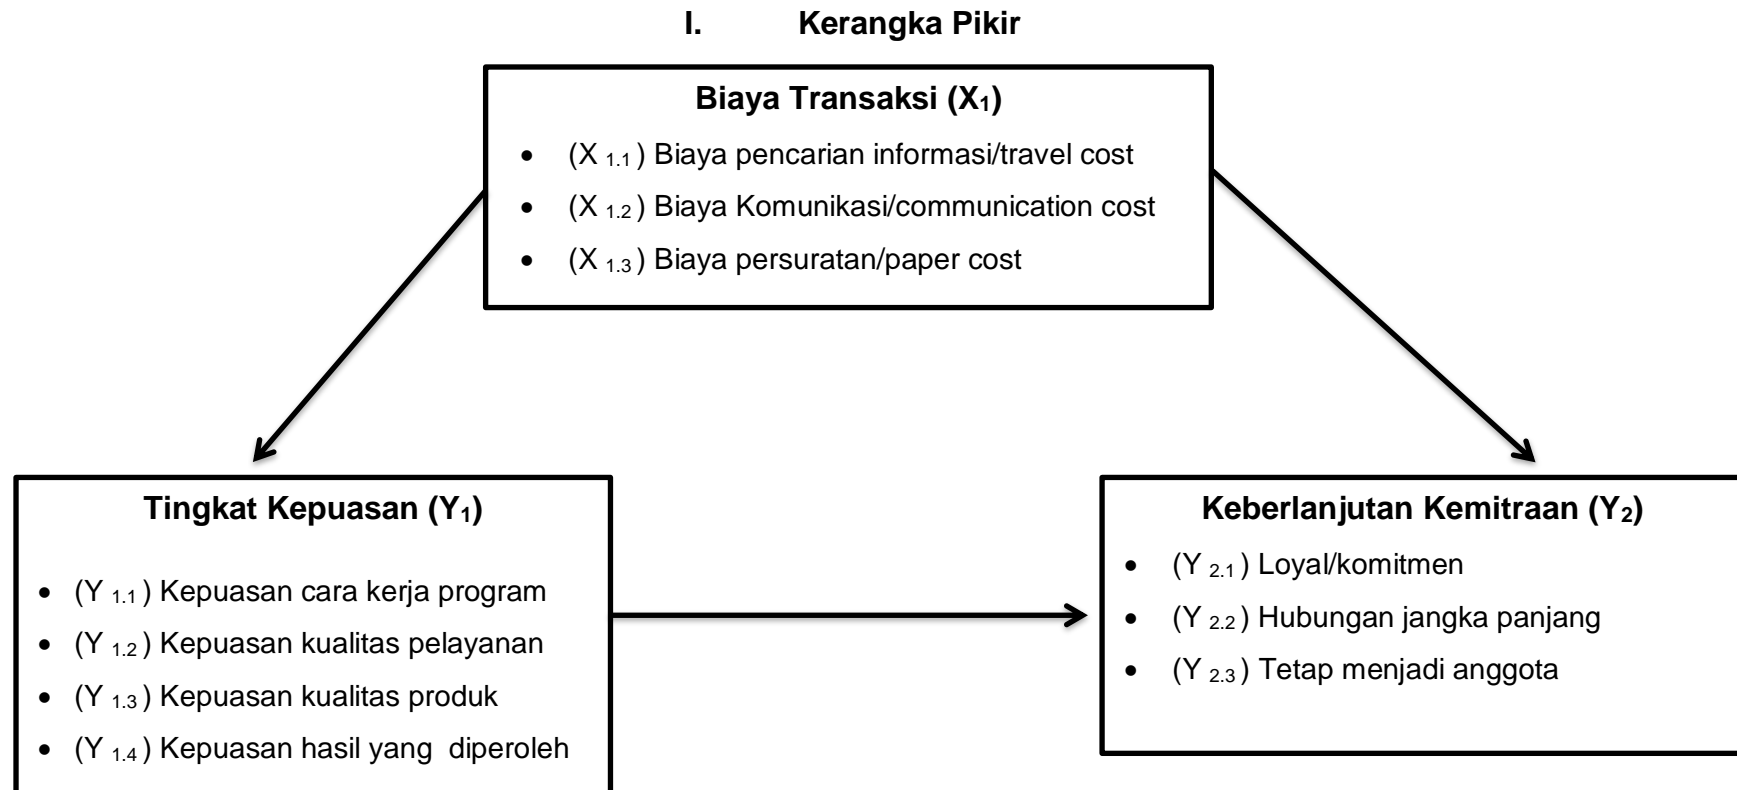 I. Kerangka Pikir
Biaya Transaksi (X₁)
• (X 1.1) Biaya pencarian informasi/travel cost
• (X 1.2) Biaya Komunikasi/communication cost
• (X 1.3) Biaya persuratan/paper cost
Tingkat Kepuasan (Y₁)
• (Y 1.1) Kepuasan cara kerja program
• (Y 1.2) Kepuasan kualitas pelayanan
• (Y 1.3) Kepuasan kualitas produk
• (Y 1.4) Kepuasan hasil yang diperoleh
Keberlanjutan Kemitraan (Y₂)
• (Y 2.1) Loyal/komitmen
• (Y 2.2) Hubungan jangka panjang
• (Y 2.3) Tetap menjadi anggota